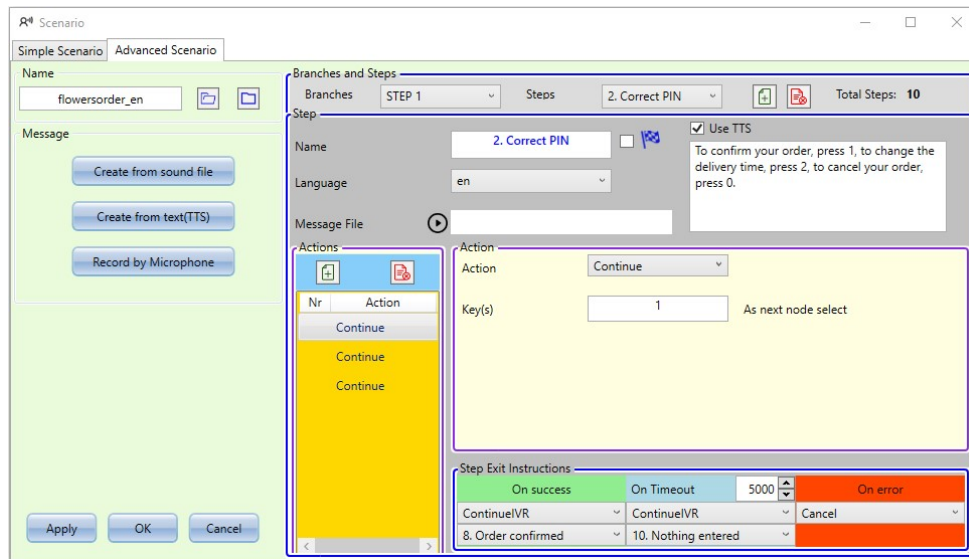 Scenario
Simple Scenario Advanced Scenario
Name
flowersorder_en
Message
Create from sound file
Create from text(TTS)
Record by Microphone
Apply OK Cancel
Branches and Steps
Branches STEP 1 Steps 2. Correct PIN Total Steps: 10
Step
Name 2. Correct PIN
Language en
Message File
Use TTS
To confirm your order, press 1, to change the
delivery time, press 2, to cancel your order,
press 0.
Actions
Nr Action
Continue
Continue
Continue
Action
Action Continue
Key(s) 1 As next node select
Step Exit Instructions
On success On Timeout 5000 On error
ContinueIVR ContinueIVR Cancel
8. Order confirmed 10. Nothing entered